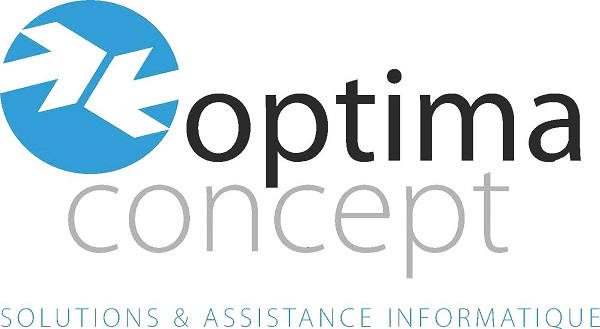 optima
concept
SOLUTIONS & ASSISTANCE INFORMATIQUE